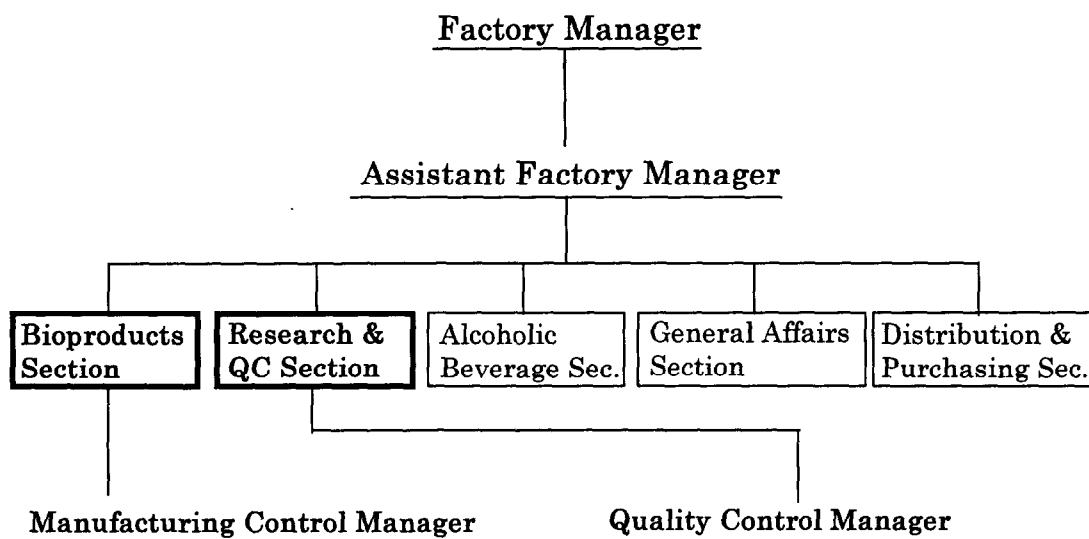 Factory Manager
Assistant Factory Manager
Bioproducts
Section
Research &
QC Section
Alcoholic
Beverage Sec.
General Affairs
Section
Distribution &
Purchasing Sec.
Manufacturing Control Manager
Quality Control Manager